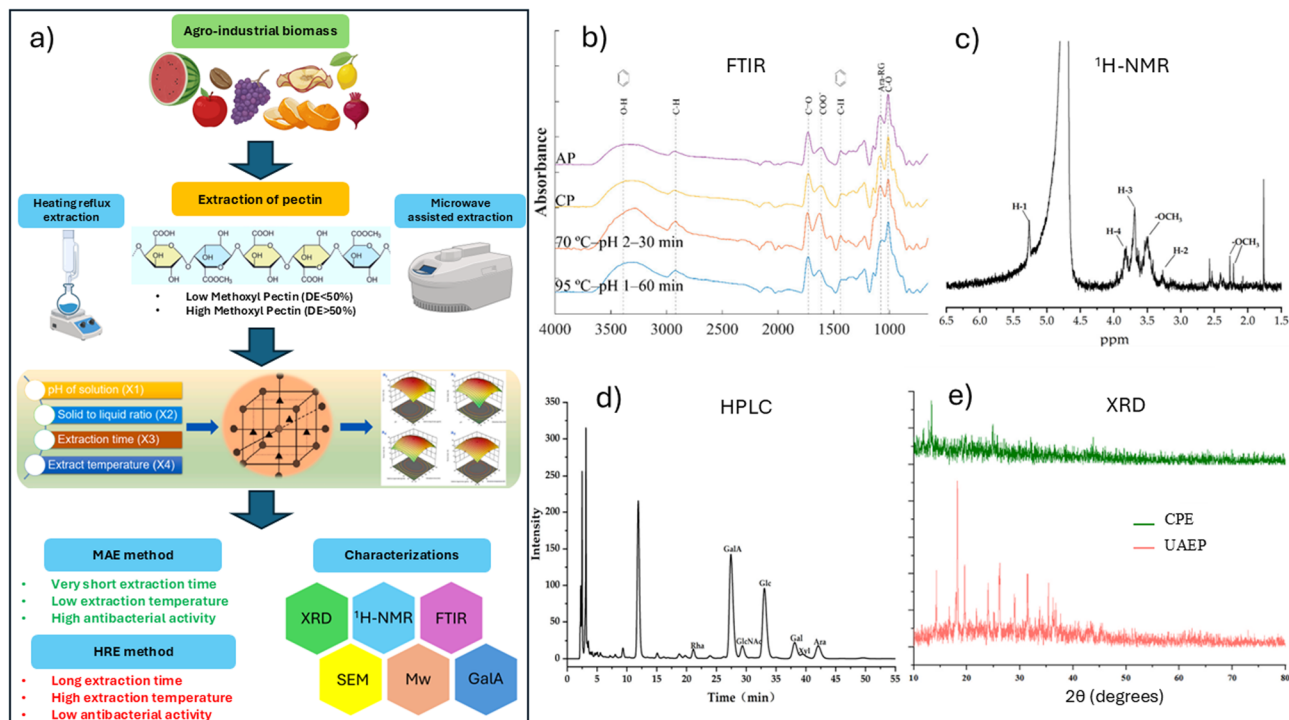 a)
Agro-industrial biomass
Heating reflux
extraction
Extraction of pectin
Microwave
assisted extraction
COOH
COOCH₃
COOH
COOCH₃
COOH
OH
OH
OH
COOCH₃
COOH
• Low Methoxyl Pectin (DE<50%)
• High Methoxyl Pectin (DE>50%)
pH of solution (X1)
Solid to liquid ratio (X2)
Extraction time (X3)
Extract temperature (X4)
MAE method
• Very short extraction time
• Low extraction temperature
• High antibacterial activity
HRE method
• Long extraction time
• High extraction temperature
• Low antibacterial activity
Characterizations
XRD
¹H-NMR
FTIR
SEM
Mw
GalA
b)
FTIR
O-H
C-H
C=O
COO⁻
C-H
Ara-RG
C-O
Absorbance
AP
CP
70 ºC–pH 2–30 min
95 ºC–pH 1–60 min
4000 3000 2000 1000
c)
¹H-NMR
H-1
H-4
H-3
-OCH₃
H-2
-OCH₃
6.5 6.0 5.5 5.0 4.5 4.0 3.5 3.0 2.5 2.0 1.5
ppm
d)
HPLC
350
300
250
200
150
100
50
0
Intensity
GalA
Glc
GlcNAc
Rha
Gal
Xyl
Ara
0 5 10 15 20 25 30 35 40 45 50 55
Time (min)
e)
XRD
CPE
UAEP
10 20 30 40 50 60 70 80
2θ (degrees)